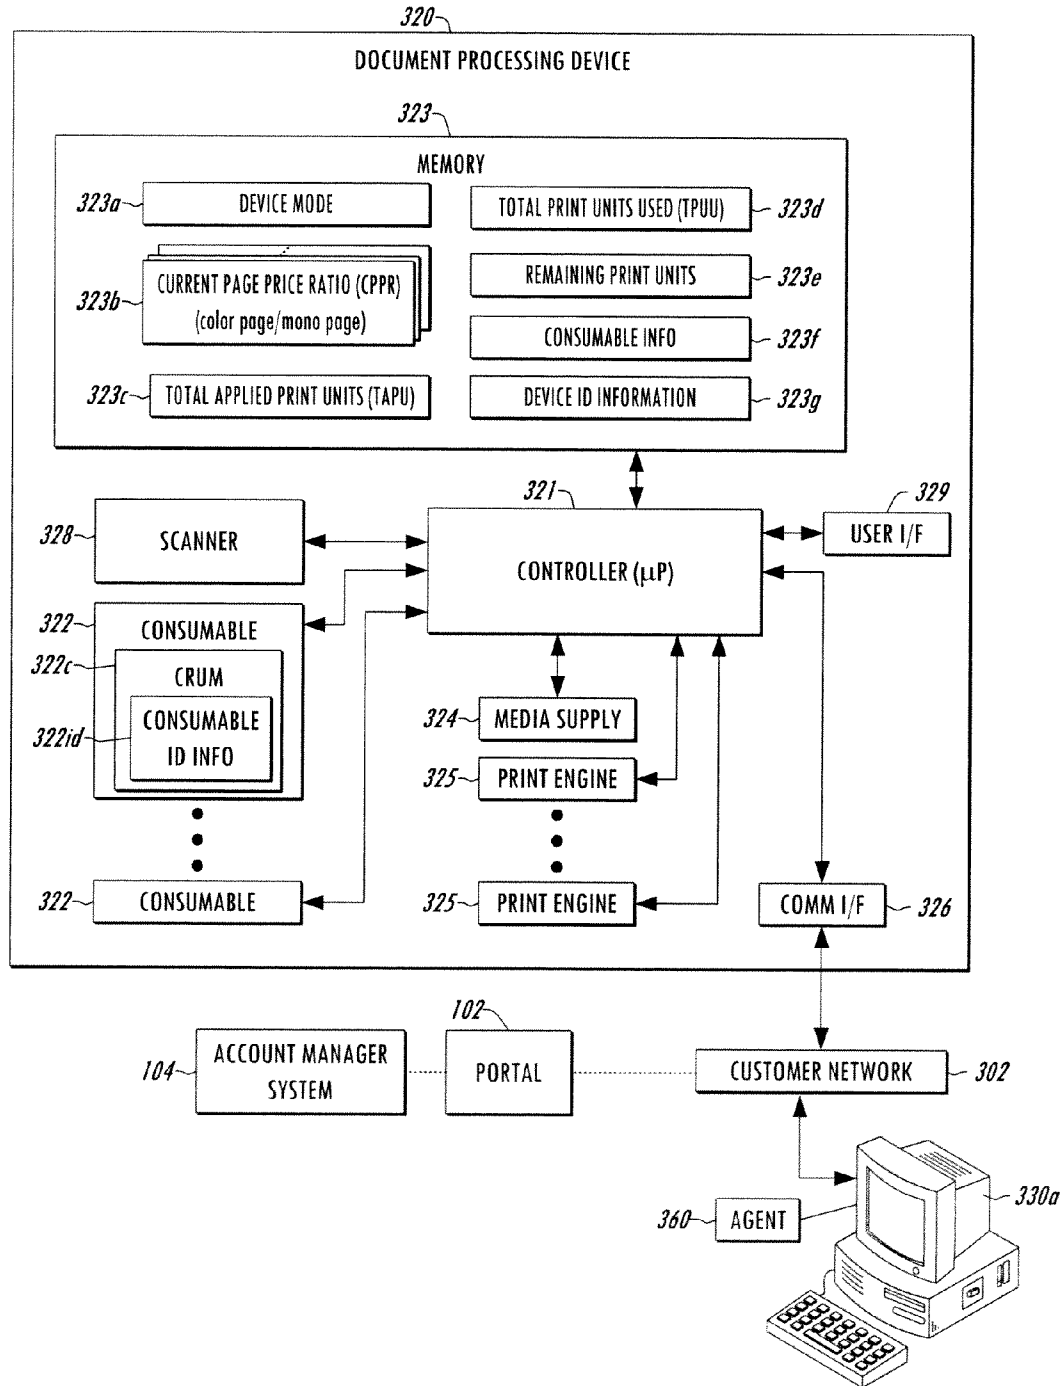 320
DOCUMENT PROCESSING DEVICE
323
MEMORY
323a
DEVICE MODE
TOTAL PRINT UNITS USED (TPUU)
323d
323b
CURRENT PAGE PRICE RATIO (CPPR)
(color page/mono page)
REMAINING PRINT UNITS
323e
CONSUMABLE INFO
323f
323c
TOTAL APPLIED PRINT UNITS (TAPU)
DEVICE ID INFORMATION
323g
328
SCANNER
321
CONTROLLER (μP)
329
USER I/F
322
CONSUMABLE
322c
CRUM
322id
CONSUMABLE
ID INFO
324
MEDIA SUPPLY
325
PRINT ENGINE
322
CONSUMABLE
325
PRINT ENGINE
COMM I/F
326
104
ACCOUNT MANAGER
SYSTEM
102
PORTAL
CUSTOMER NETWORK
302
360
AGENT
330a